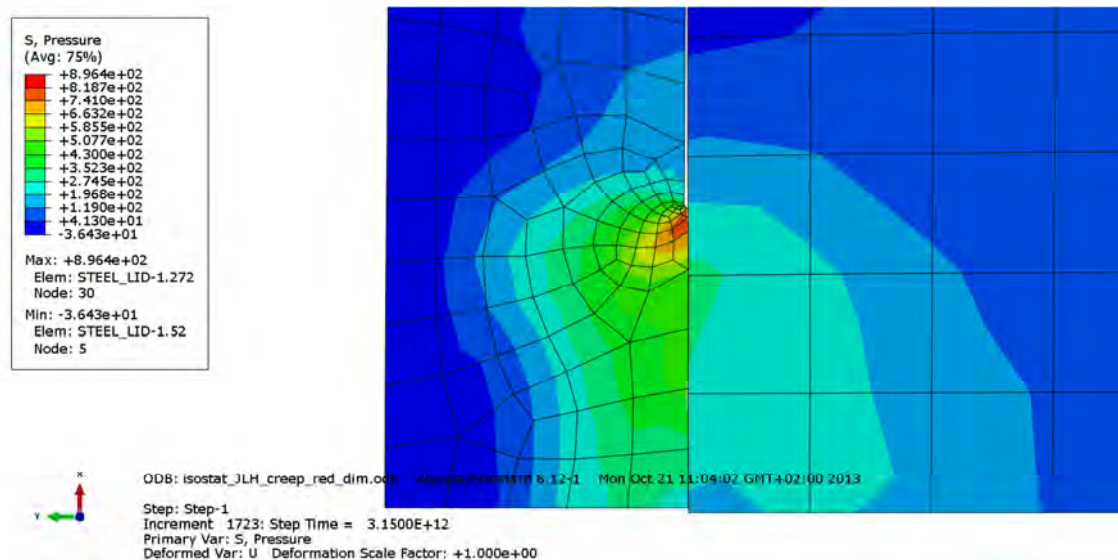 S, Pressure
(Avg: 75%)
+8.964e+02
+8.187e+02
+7.410e+02
+6.632e+02
+5.855e+02
+5.077e+02
+4.300e+02
+3.523e+02
+2.745e+02
+1.968e+02
+1.190e+02
+4.130e+01
-3.643e+01
Max: +8.964e+02
Elem: STEEL_LID-1.272
Node: 30
Min: -3.643e+01
Elem: STEEL_LID-1.52
Node: 5
X
Y
ODB: isostat_JLH_creep_red_dim.odb 6.12-1 Mon Oct 21 11:04:02 GMT+02:00 2013
Step: Step-1
Increment 1723: Step Time = 3.1500E+12
Primary Var: S, Pressure
Deformed Var: U Deformation Scale Factor: +1.000e+00